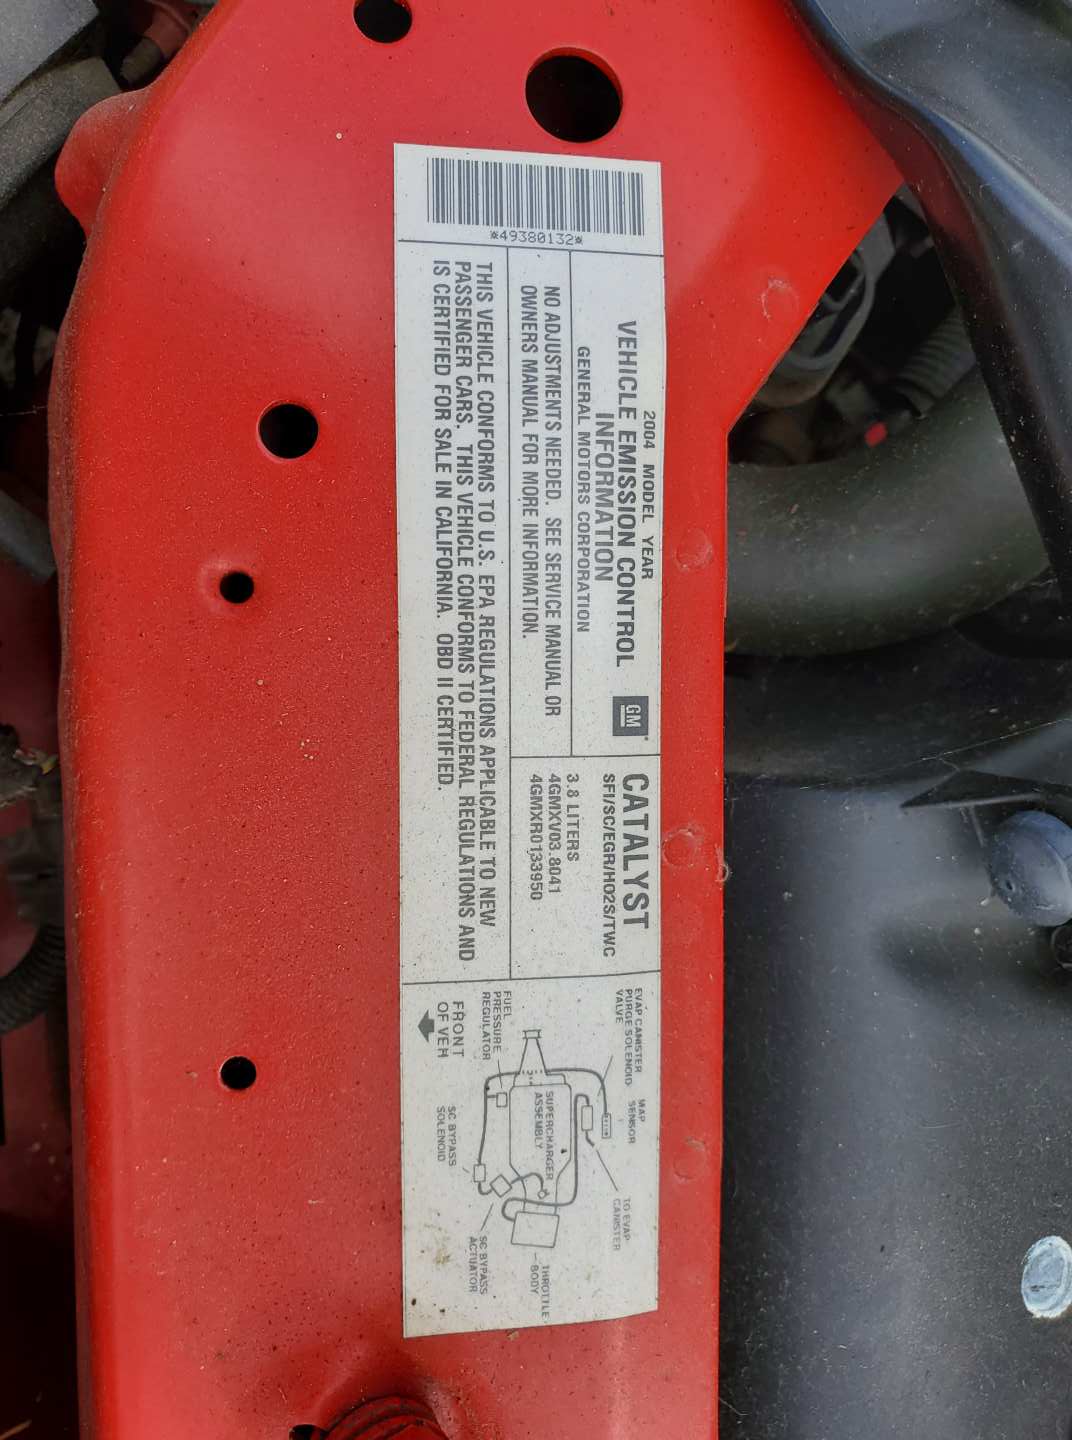 *49380132*
2004 MODEL YEAR
VEHICLE EMISSION CONTROL
INFORMATION
GENERAL MOTORS CORPORATION
GM
NO ADJUSTMENTS NEEDED. SEE SERVICE MANUAL OR
OWNERS MANUAL FOR MORE INFORMATION.
CATALYST
SFI/SC/EGR/HO2S/TWC
3.8 LITERS
4GMXV03.8041
4GMXR0133950
THIS VEHICLE CONFORMS TO U.S. EPA REGULATIONS APPLICABLE TO NEW
PASSENGER CARS. THIS VEHICLE CONFORMS TO FEDERAL REGULATIONS AND
IS CERTIFIED FOR SALE IN CALIFORNIA. OBD II CERTIFIED.
EVAP CANISTER
PURGE SOLENOID
VALVE
MAP
SENSOR
TO EVAP
CANISTER
SUPERCHARGER
ASSEMBLY
THROTTLE
BODY
FUEL
PRESSURE
REGULATOR
SC BYPASS
ACTUATOR
SC BYPASS
SOLENOID
FRONT
OF VEH